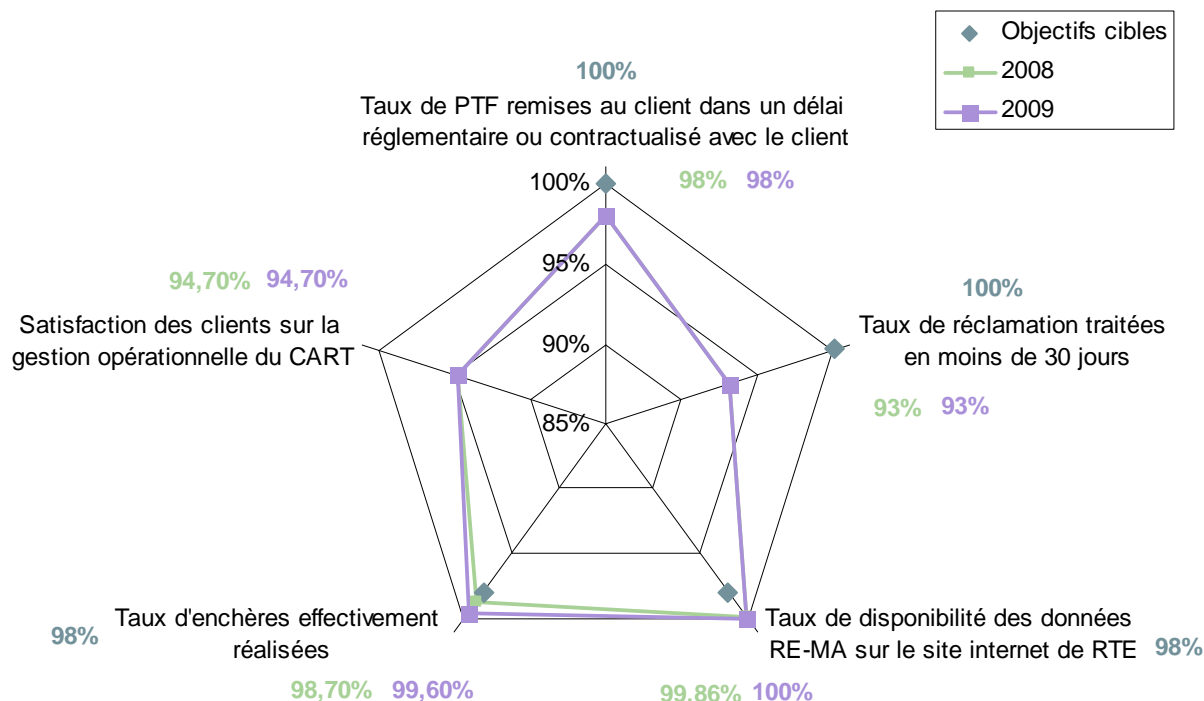 Objectifs cibles
2008
2009
100%
Taux de PTF remises au client dans un délai
réglementaire ou contractualisé avec le client
98% 98%
100%
95%
90%
85%
94,70% 94,70%
Satisfaction des clients sur la
gestion opérationnelle du CART
100%
Taux de réclamation traitées
en moins de 30 jours
93% 93%
98%
Taux d'enchères effectivement
réalisées
98,70% 99,60%
Taux de disponibilité des données
RE-MA sur le site internet de RTE 98%
99.86% 100%